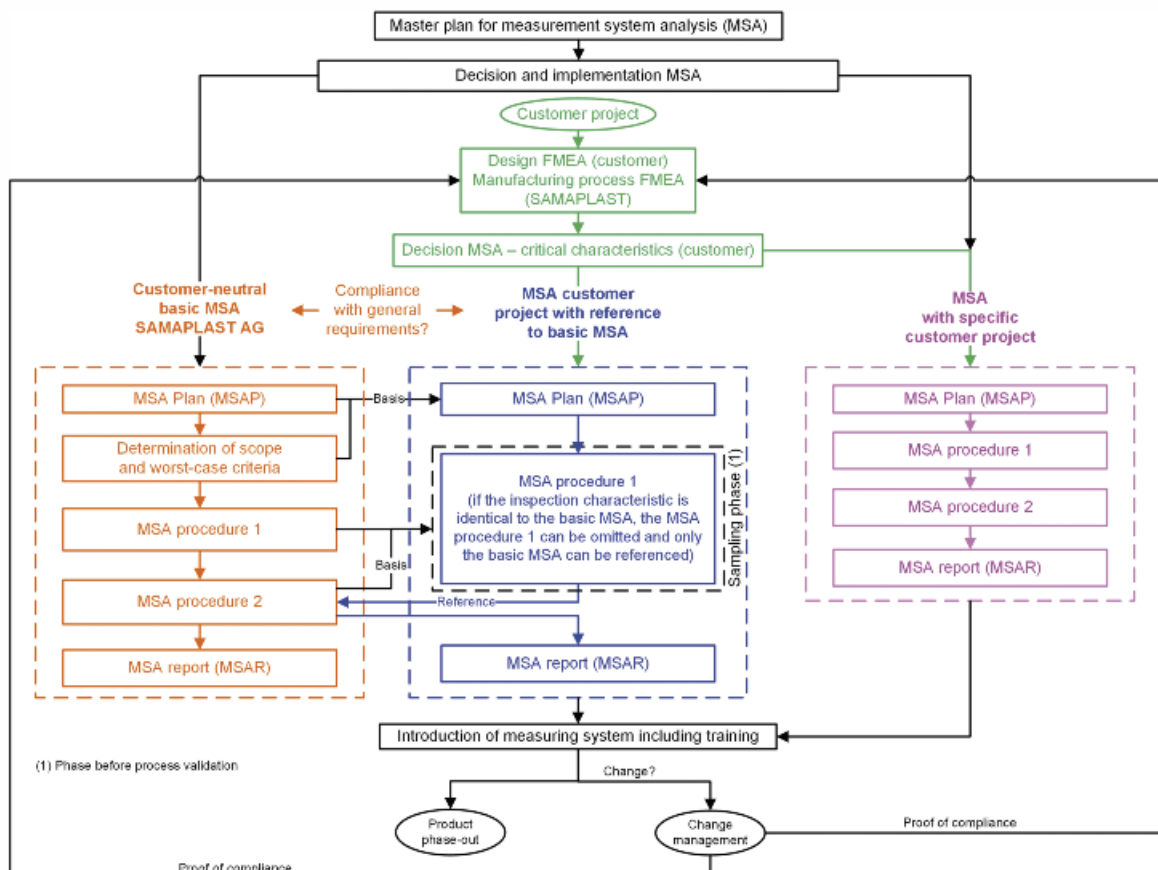 Master plan for measurement system analysis (MSA)
Decision and implementation MSA
Customer project
Design FMEA (customer)
Manufacturing process FMEA
(SAMAPLAST)
Decision MSA – critical characteristics (customer)
Customer-neutral
basic MSA
SAMAPLAST AG
Compliance
with general
requirements?
MSA customer
project with reference
to basic MSA
MSA
with specific
customer project
MSA Plan (MSAP)
Determination of scope
and worst-case criteria
MSA procedure 1
MSA procedure 2
MSA report (MSAR)
Basis
Basis
Reference
MSA Plan (MSAP)
MSA procedure 1
(if the inspection characteristic is
identical to the basic MSA, the MSA
procedure 1 can be omitted and only
the basic MSA can be referenced)
Sampling phase (1)
MSA report (MSAR)
MSA Plan (MSAP)
MSA procedure 1
MSA procedure 2
MSA report (MSAR)
Introduction of measuring system including training
(1) Phase before process validation
Change?
Product
phase-out
Change
management
Proof of compliance
Proof of compliance